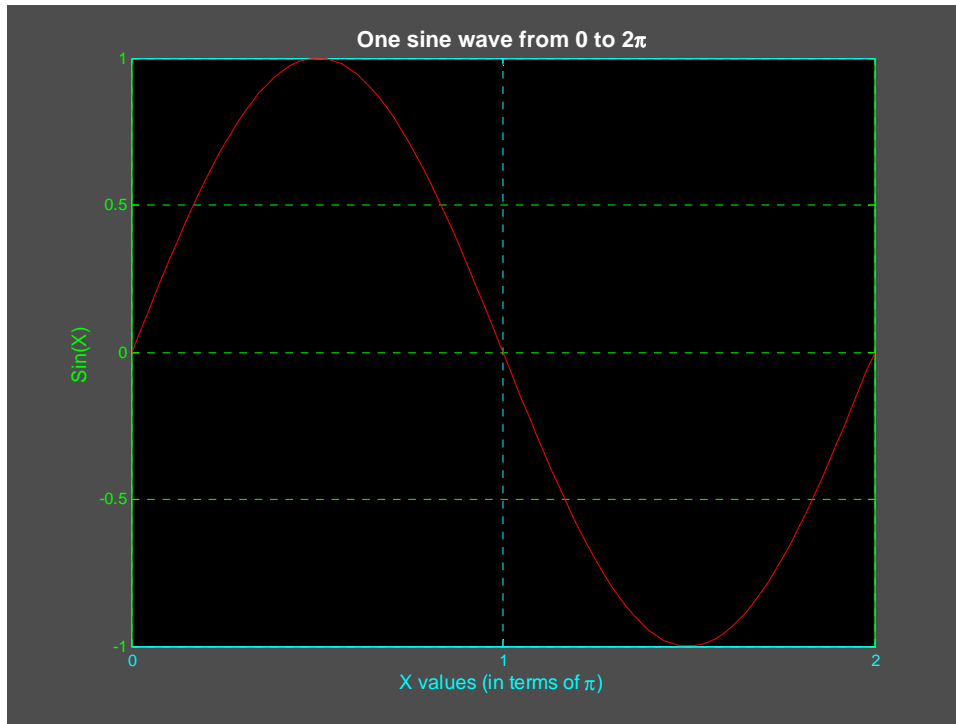 One sine wave from 0 to 2π
1
0.5
0
-0.5
-1
Sin(X)
0 1 2
X values (in terms of π)